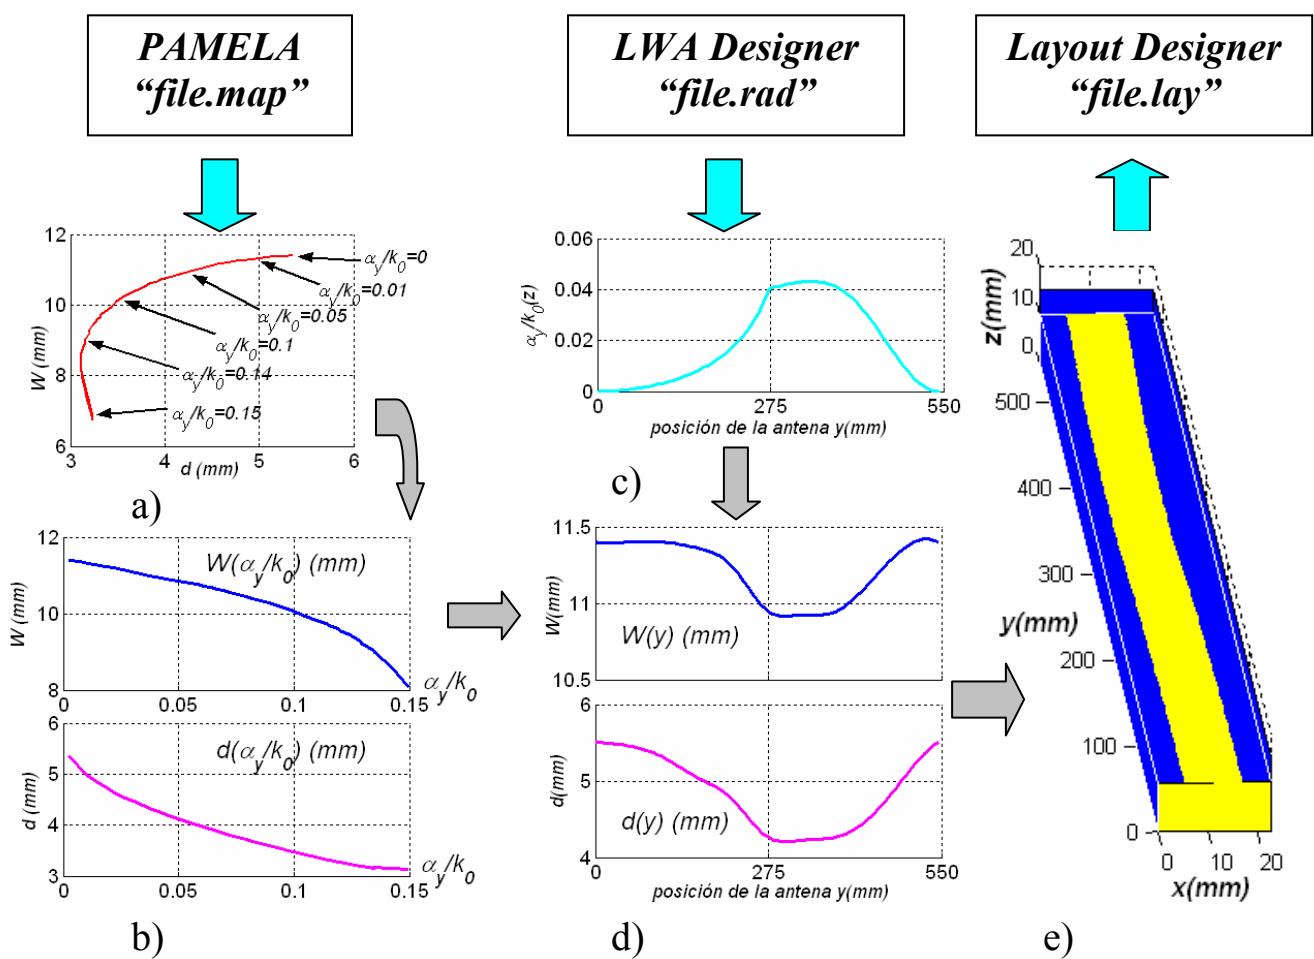 PAMELA
“file.map”
LWA Designer
“file.rad”
Layout Designer
“file.lay”
12
10
8
6
W (mm)
3
4
5
6
d (mm)
αy/k0=0
αy/k0=0.01
αy/k0=0.05
αy/k0=0.1
αy/k0=0.14
αy/k0=0.15
a)
0.06
0.04
0.02
0
αy/k0(z)
0
275
550
posición de la antena y(mm)
c)
12
10
8
W (mm)
W(αy/k0) (mm)
0
0.05
0.1
0.15
αy/k0
6
5
4
3
d (mm)
d(αy/k0) (mm)
0
0.05
0.1
0.15
αy/k0
b)
11.5
11
10.5
W(mm)
W(y) (mm)
6
5
4
d(mm)
d(y) (mm)
0
275
550
posición de la antena y(mm)
d)
20
10
0
z(mm)
500
400
300
200
100
0
y(mm)
0
10
20
x(mm)
e)